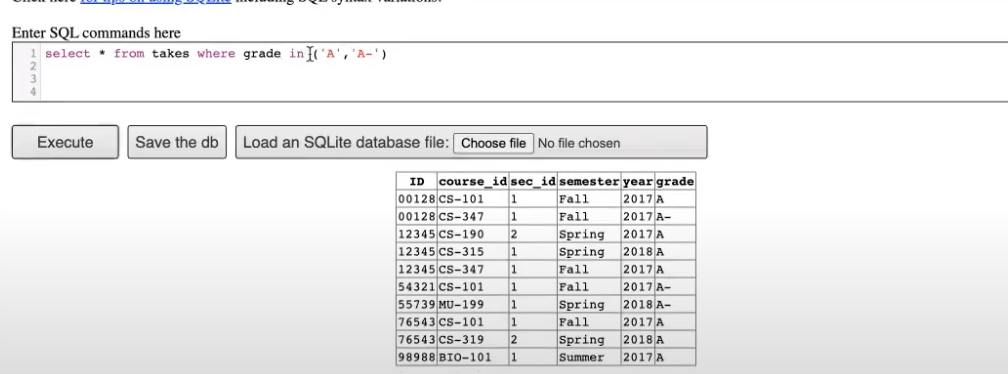 Click here for tips on using SQLite including SQL syntax variations.
Enter SQL commands here
1 select * from takes where grade in('A','A-')
2
3
4
Execute Save the db Load an SQLite database file: Choose file No file chosen
ID course_id sec_id semester year grade
00128 CS-101 1 Fall 2017 A
00128 CS-347 1 Fall 2017 A-
12345 CS-190 2 Spring 2017 A
12345 CS-315 1 Spring 2018 A
12345 CS-347 1 Fall 2017 A
54321 CS-101 1 Fall 2017 A-
55739 MU-199 1 Spring 2018 A-
76543 CS-101 1 Fall 2017 A
76543 CS-319 2 Spring 2018 A
98988 BIO-101 1 Summer 2017 A